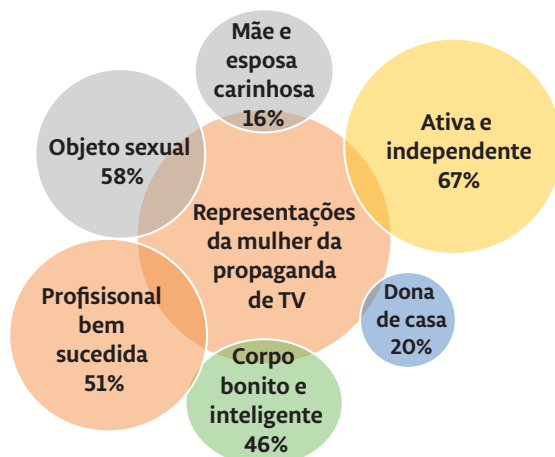 Mãe e
esposa
carinhosa
16%
Objeto sexual
58%
Ativa e
independente
67%
Representações
da mulher da
propaganda
de TV
Profisisonal
bem
sucedida
51%
Dona
de casa
20%
Corpo
bonito e
inteligente
46%